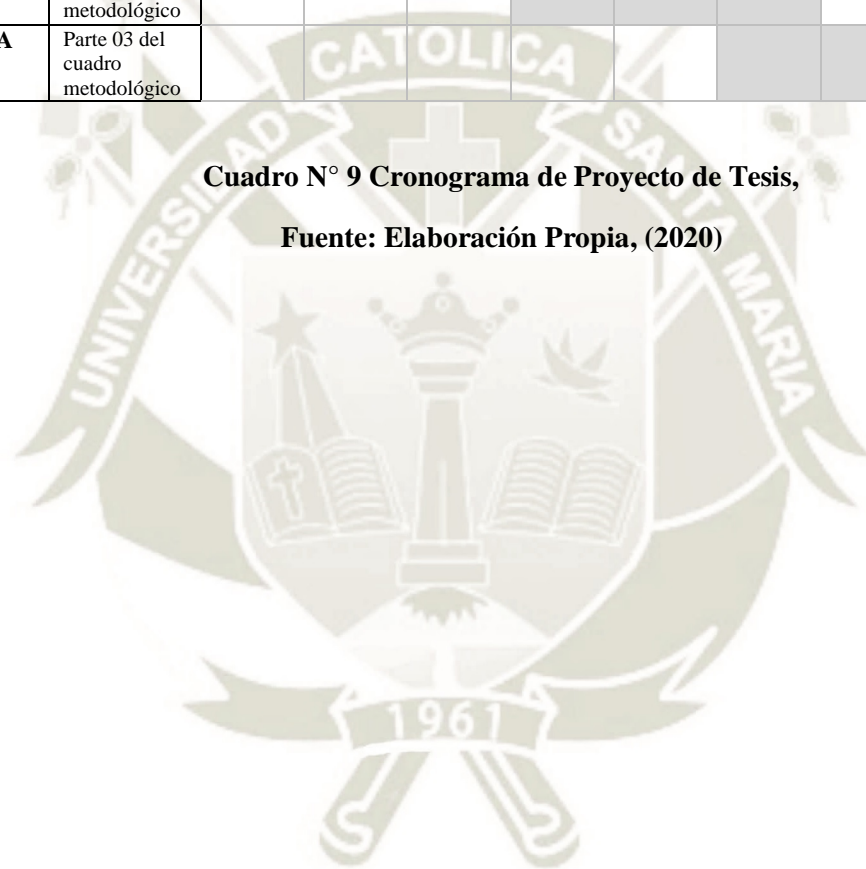 metodológico
A
Parte 03 del
cuadro
metodológico
Cuadro N° 9 Cronograma de Proyecto de Tesis,
Fuente: Elaboración Propia, (2020)
UNIVERSIDAD CATOLICA SANTA MARIA
1961